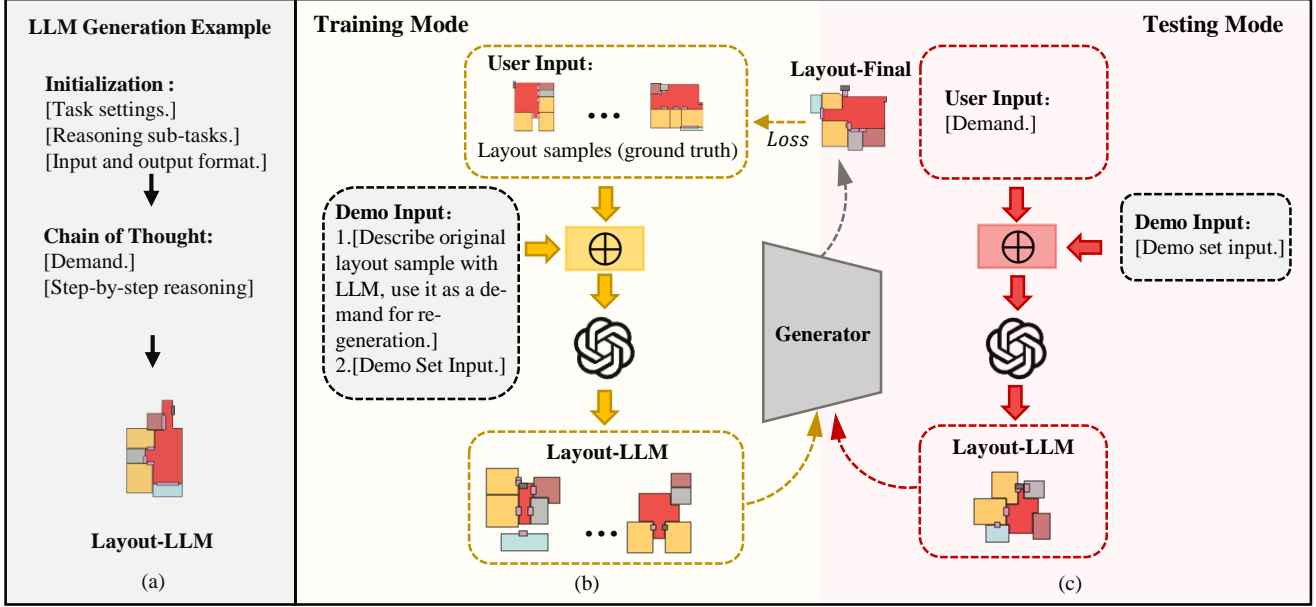 LLM Generation Example
Initialization :
[Task settings.]
[Reasoning sub-tasks.]
[Input and output format.]
Chain of Thought:
[Demand.]
[Step-by-step reasoning]
Layout-LLM
(a)
Training Mode
User Input：
...
Layout samples (ground truth)
Demo Input：
1.[Describe original
layout sample with
LLM, use it as a de-
mand for re-
generation.]
2.[Demo Set Input.]
Layout-LLM
...
(b)
Layout-Final
Loss
Generator
Testing Mode
User Input：
[Demand.]
Demo Input：
[Demo set input.]
Layout-LLM
(c)